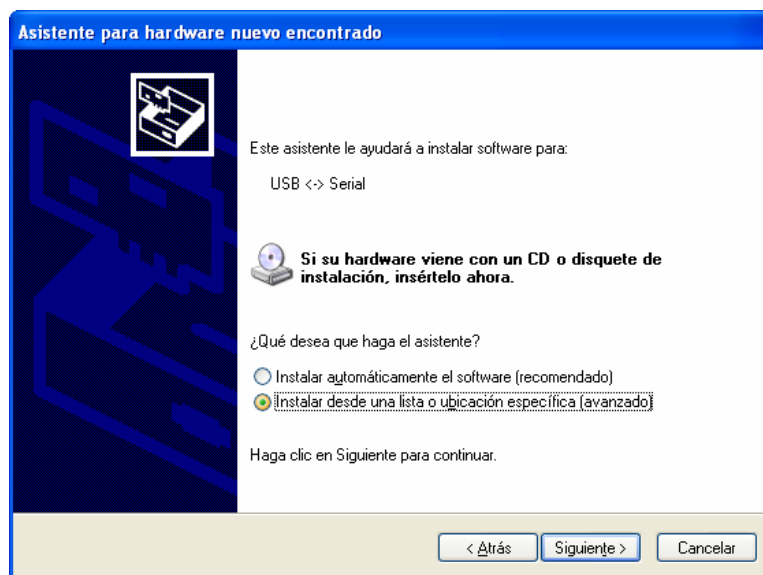 Asistente para hardware nuevo encontrado
Este asistente le ayudará a instalar software para:
USB <-> Serial
Si su hardware viene con un CD o disquete de
instalación, insértelo ahora.
¿Qué desea que haga el asistente?
Instalar automáticamente el software (recomendado)
Instalar desde una lista o ubicación específica (avanzado)
Haga clic en Siguiente para continuar.
< Atrás
Siguiente >
Cancelar